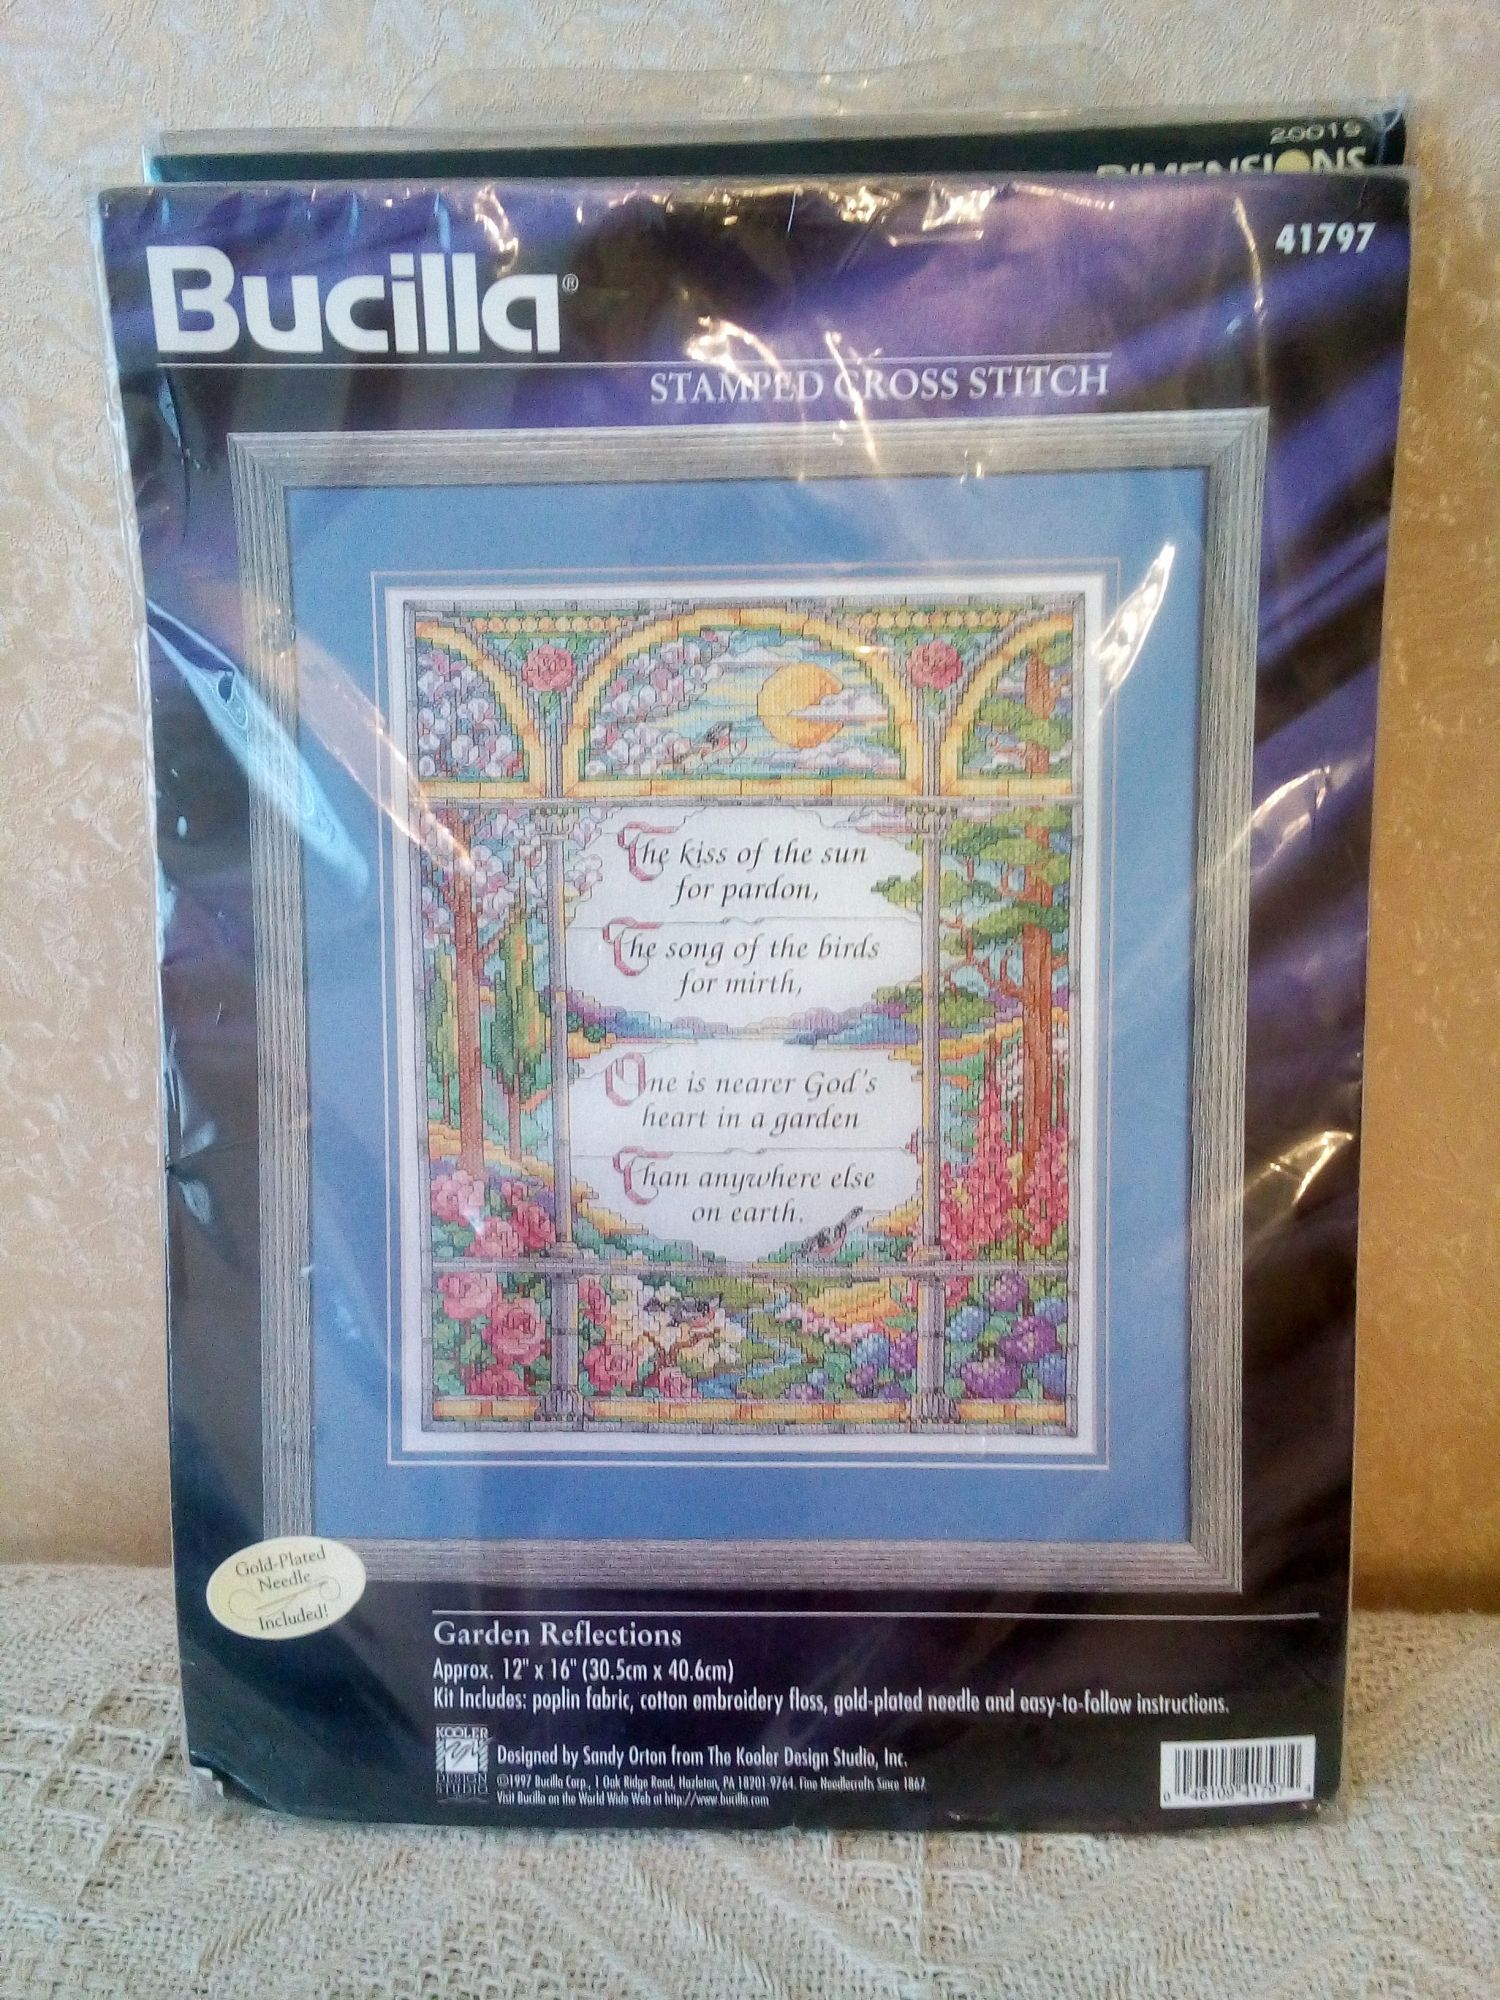 20019
DIMENSIONS
41797
Bucilla®
STAMPED CROSS STITCH
The kiss of the sun
for pardon,
The song of the birds
for mirth,
One is nearer God's
heart in a garden
Than anywhere else
on earth.
Gold-Plated
Needle
Included!
Garden Reflections
Approx. 12" x 16" (30.5cm x 40.6cm)
Kit Includes: poplin fabric, cotton embroidery floss, gold-plated needle and easy-to-follow instructions.
KOOLER
DESIGN
STUDIO
Designed by Sandy Orton from The Kooler Design Studio, Inc.
©1997 Bucilla Corp., 1 Oak Ridge Road, Hazleton, PA 18201-9764. Fine Needlecrafts Since 1867.
Visit Bucilla on the World Wide Web at http://www.bucilla.com
0 46109 41797 4